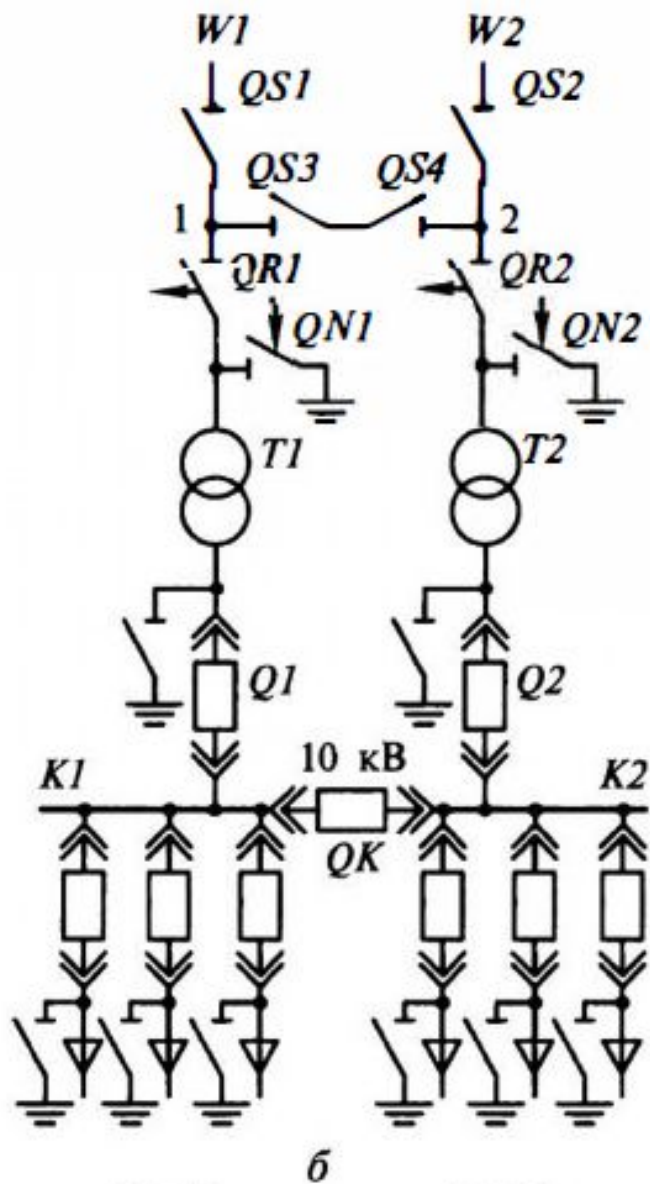 W1 W2
QS1 QS2
QS3 QS4
1 2
QR1 QR2
QN1 QN2
T1 T2
Q1 Q2
10 кВ
K1 K2
QK
б